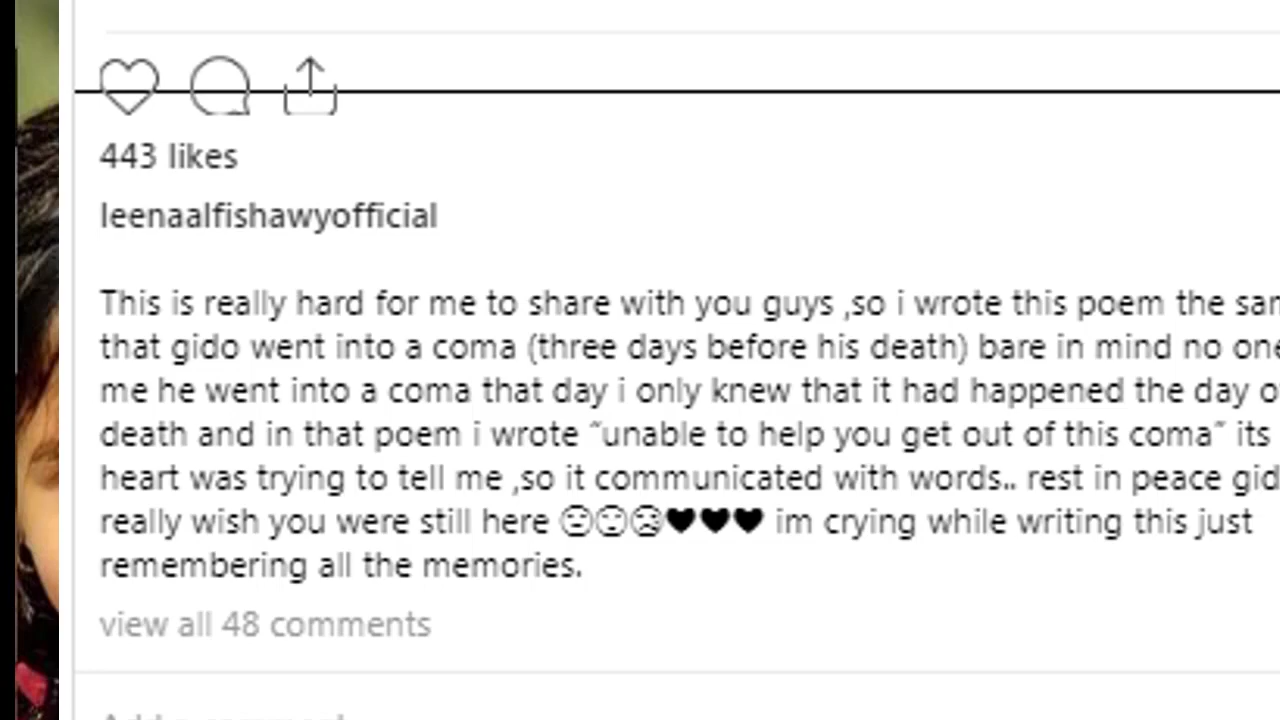 443 likes
leenaalfishawyofficial
This is really hard for me to share with you guys ,so i wrote this poem the
that gido went into a coma (three days before his death) bare in mind no one
me he went into a coma that day i only knew that it had happened the day
death and in that poem i wrote ˝unable to help you get out of this coma˝ its
heart was trying to tell me ,so it communicated with words.. rest in peace
really wish you were still here 😔😔😢♥♥♥ im crying while writing this just
remembering all the memories.
view all 48 comments